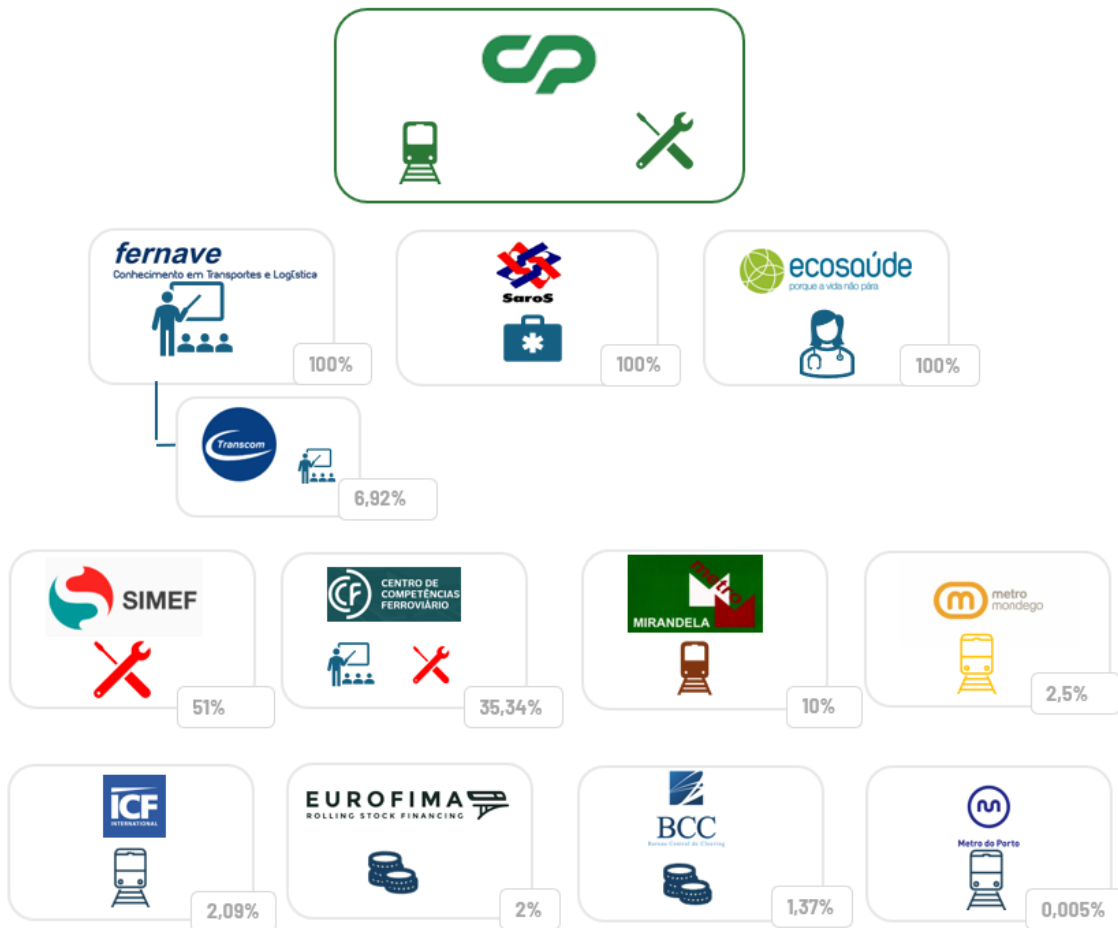 CP
fernave
Conhecimento em Transportes e Logística
100%
SaroS
100%
ecosaúde
porque a vida não pára
100%
Transcom
6,92%
SIMEF
51%
CF
CENTRO DE
COMPETÊNCIAS
FERROVIÁRIO
35,34%
metro
MIRANDELA
10%
m
metro
mondego
2,5%
ICF
INTERNATIONAL
2,09%
EUROFIMA
ROLLING STOCK FINANCING
2%
BCC
Bureau Central de Clearing
1,37%
Metro do Porto
0,005%